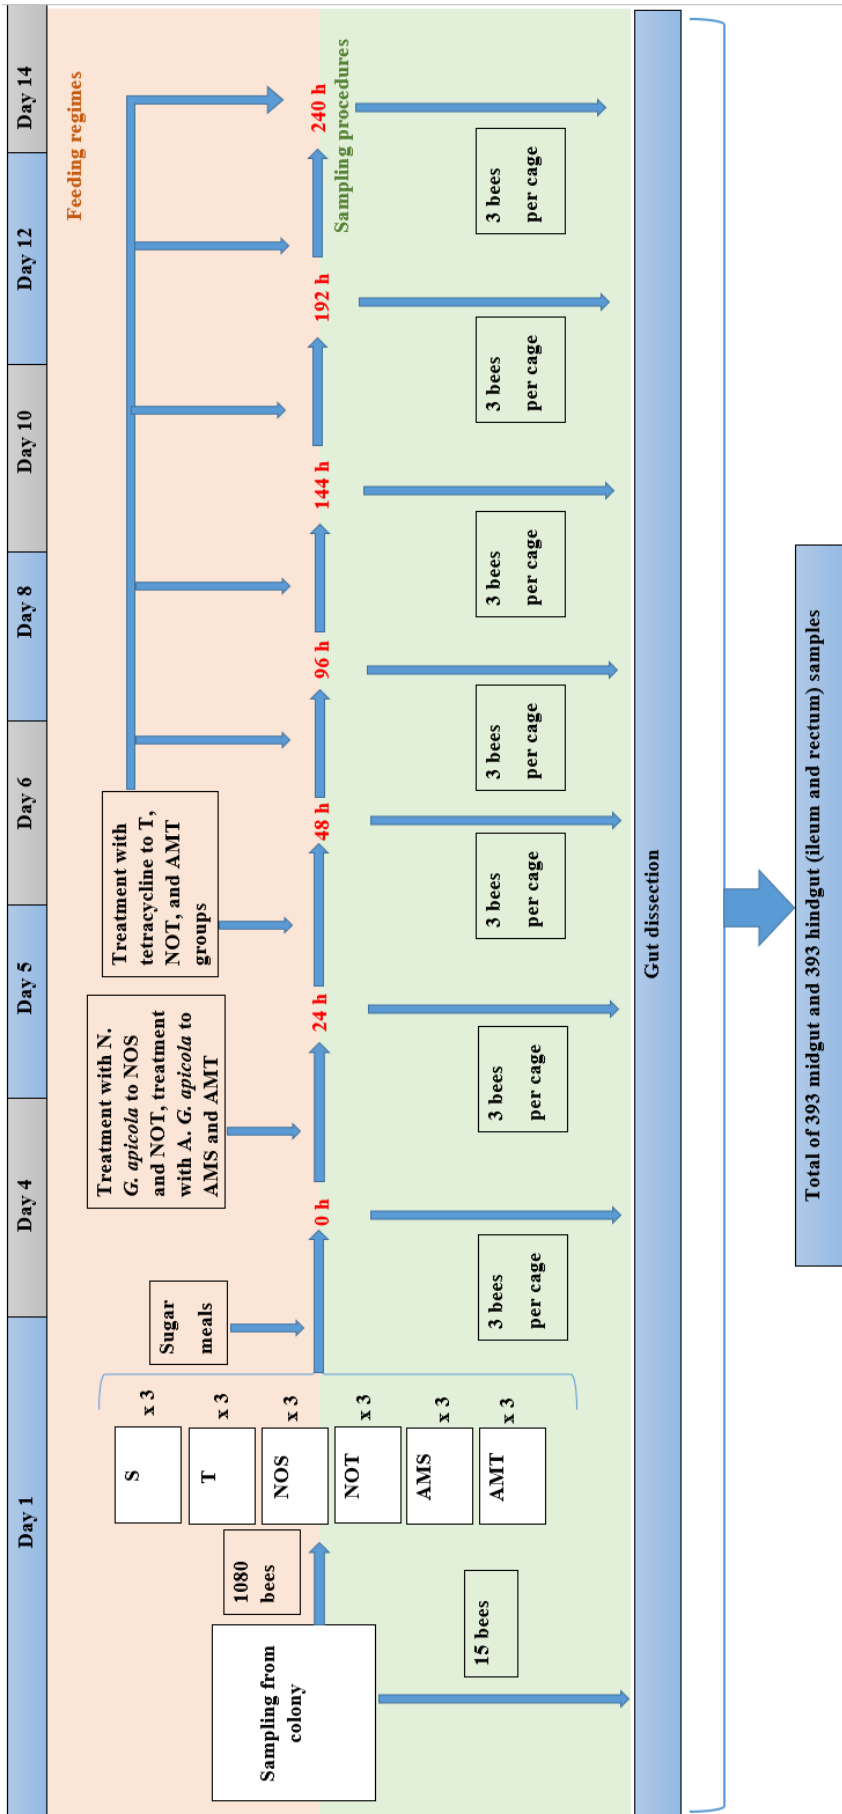 Day 1
Day 4
Day 5
Day 6
Day 8
Day 10
Day 12
Day 14
Feeding regimes
Sampling procedures
Sampling from
colony
1080
bees
15 bees
S
x 3
T
x 3
NOS
x 3
NOT
x 3
AMS
x 3
AMT
x 3
Sugar
meals
Treatment with N.
G. apicola to NOS
and NOT, treatment
with A. G. apicola to
AMS and AMT
Treatment with
tetracycline to T,
NOT, and AMT
groups
0 h
24 h
48 h
96 h
144 h
192 h
240 h
3 bees
per cage
3 bees
per cage
3 bees
per cage
3 bees
per cage
3 bees
per cage
3 bees
per cage
3 bees
per cage
Gut dissection
Total of 393 midgut and 393 hindgut (ileum and rectum) samples